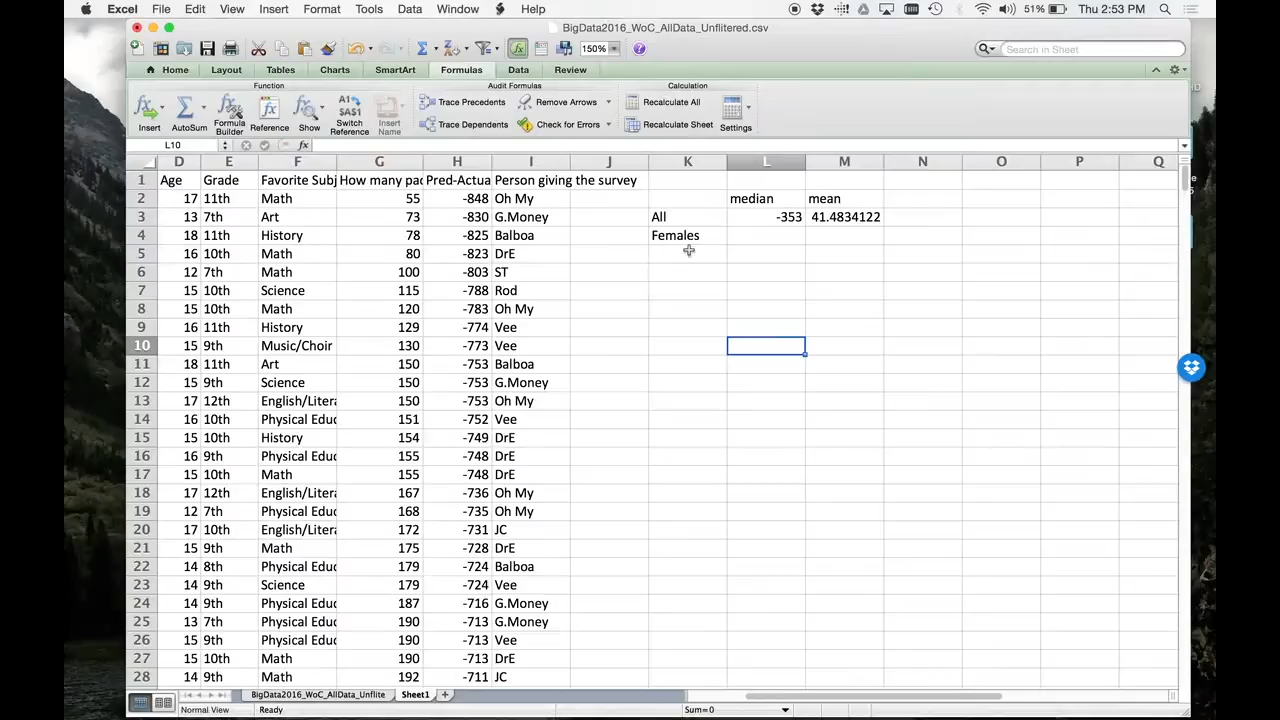 Excel File Edit View Insert Format Tools Data Window Help 51% Thu 2:53 PM
BigData2016_WoC_AllData_Unflitered.csv
150% Search in Sheet
Home Layout Tables Charts SmartArt Formulas Data Review
Function Audit Formulas Calculation
Insert AutoSum Formula Builder Reference Show Switch Reference Insert Name
Trace Precedents Remove Arrows Recalculate All
Trace Dependents Check for Errors Recalculate Sheet Settings
L10 fx
D E F G H I J K L M N O P Q
1 Age Grade Favorite Subj How many pac Pred-Actua Person giving the survey
2 17 11th Math 55 -848 Oh My median mean
3 13 7th Art 73 -830 G.Money All -353 41.4834122
4 18 11th History 78 -825 Balboa Females
5 16 10th Math 80 -823 DrE
6 12 7th Math 100 -803 ST
7 15 10th Science 115 -788 Rod
8 15 10th Math 120 -783 Oh My
9 16 11th History 129 -774 Vee
10 15 9th Music/Choir 130 -773 Vee
11 18 11th Art 150 -753 Balboa
12 15 9th Science 150 -753 G.Money
13 17 12th English/Litera 150 -753 Oh My
14 16 10th Physical Educ 151 -752 Vee
15 15 10th History 154 -749 DrE
16 16 9th Physical Educ 155 -748 DrE
17 15 10th Math 155 -748 DrE
18 17 12th English/Litera 167 -736 Oh My
19 12 7th Physical Educ 168 -735 Oh My
20 17 10th English/Litera 172 -731 JC
21 15 9th Math 175 -728 DrE
22 14 8th Physical Educ 179 -724 Balboa
23 14 9th Science 179 -724 Vee
24 14 9th Physical Educ 187 -716 G.Money
25 13 7th Physical Educ 190 -713 G.Money
26 15 9th Physical Educ 190 -713 Vee
27 15 10th Math 190 -713 DrE
28 14 9th Math 192 -711 JC
BigData2016_WoC_AllData_Unflite
Normal View Ready Sum=0